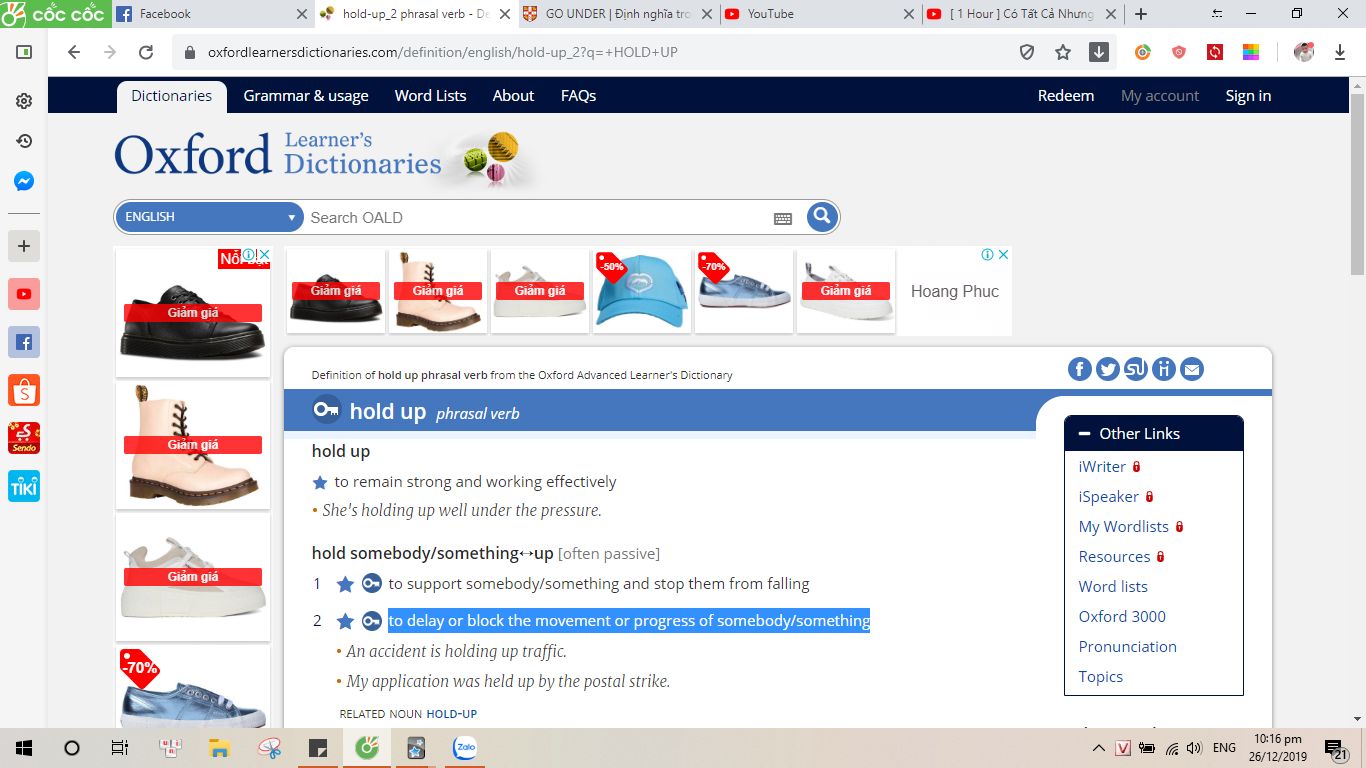 cốc cốc
Facebook
hold-up_2 phrasal verb - De
GO UNDER | Định nghĩa tro
YouTube
[ 1 Hour ] Có Tất Cả Nhưng
oxfordlearnersdictionaries.com/definition/english/hold-up_2?q=+HOLD+UP
Dictionaries
Grammar & usage
Word Lists
About
FAQs
Redeem
My account
Sign in
Oxford Learner's Dictionaries
ENGLISH
Search OALD
Giảm giá
Giảm giá
Giảm giá
Giảm giá
Giảm giá
Giảm giá
-50%
-70%
Giảm giá
Hoang Phuc
-70%
Definition of hold up phrasal verb from the Oxford Advanced Learner's Dictionary
hold up phrasal verb
hold up
to remain strong and working effectively
• She's holding up well under the pressure.
hold somebody/something↔up [often passive]
1 to support somebody/something and stop them from falling
2 to delay or block the movement or progress of somebody/something
• An accident is holding up traffic.
• My application was held up by the postal strike.
RELATED NOUN HOLD-UP
Other Links
iWriter
iSpeaker
My Wordlists
Resources
Word lists
Oxford 3000
Pronunciation
Topics
Sendo
TIKI
Zalo
ENG
10:16 pm
26/12/2019
21